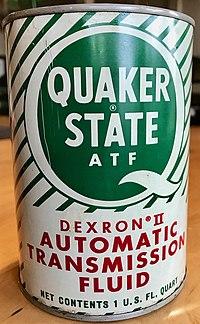 QUAKER
STATE®
ATF
DEXRON® II
AUTOMATIC
TRANSMISSION
FLUID
NET CONTENTS 1 U.S. FL. QUART